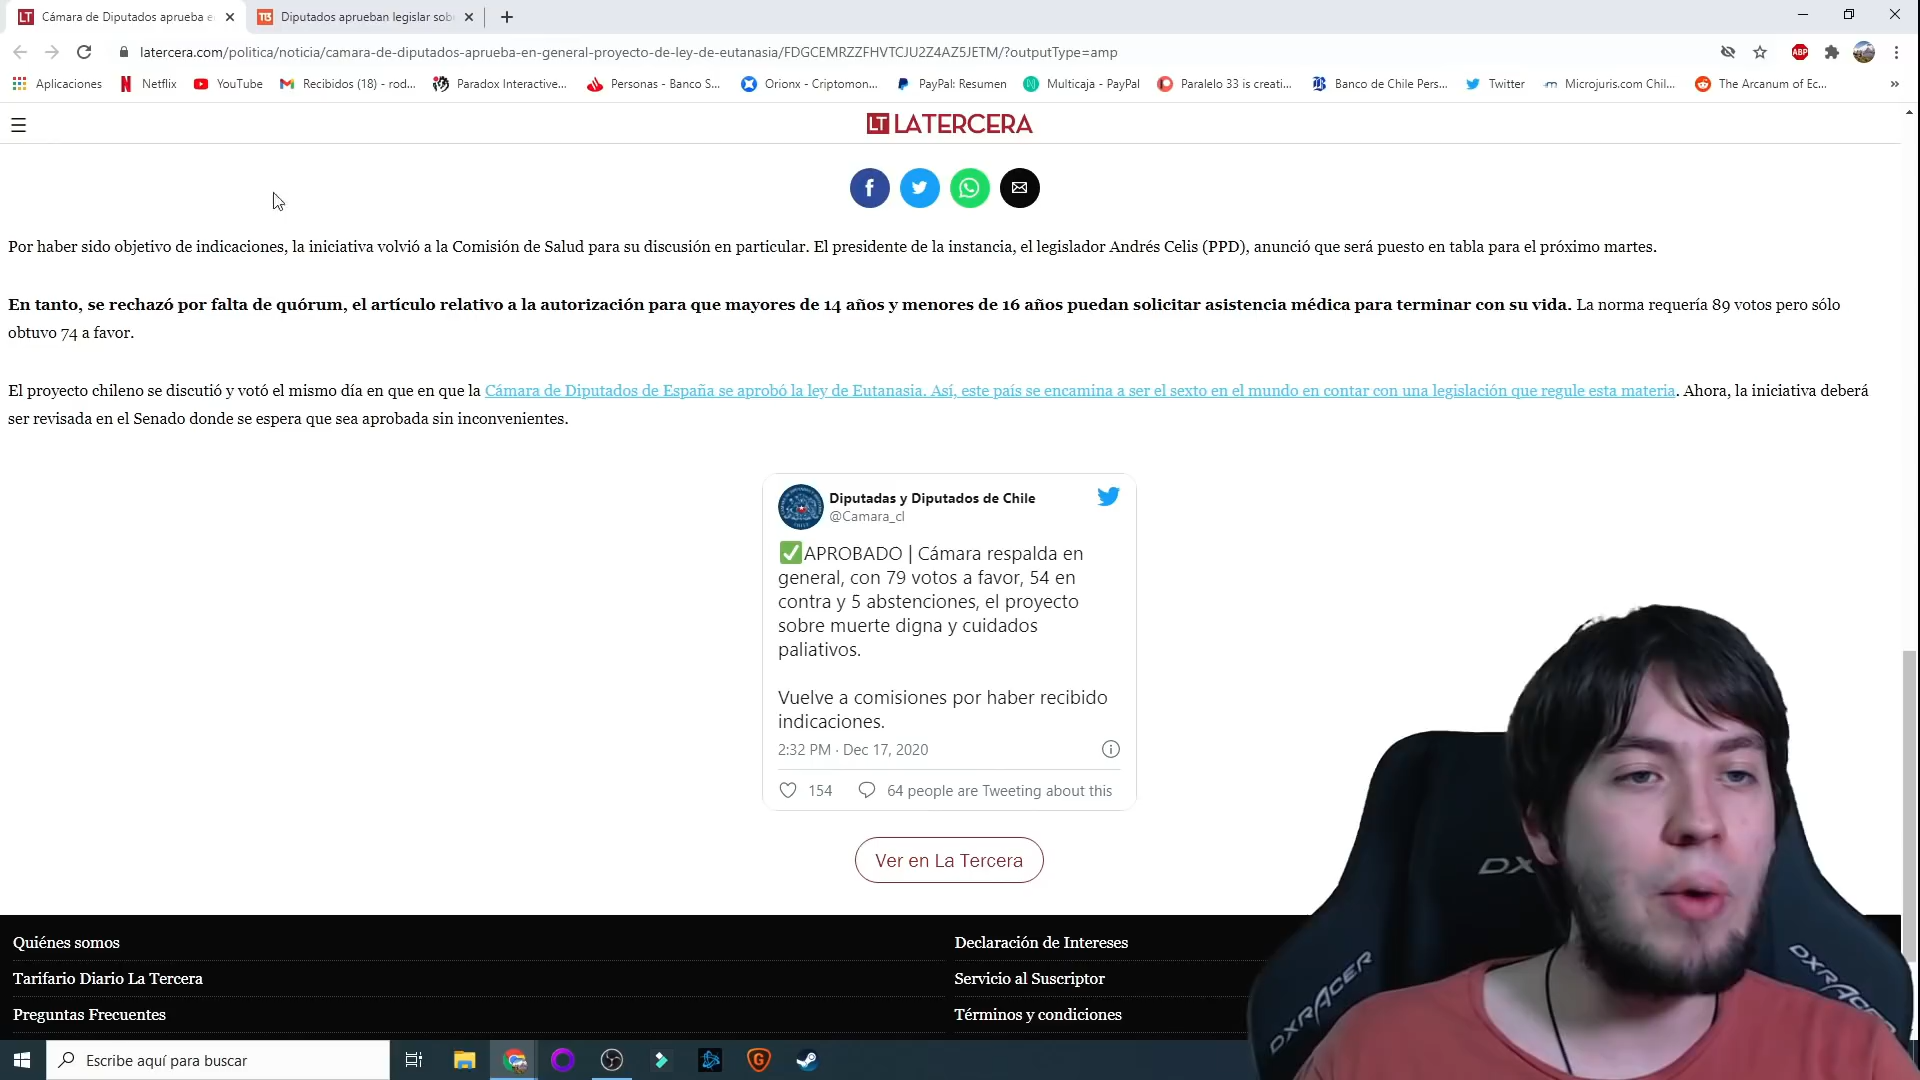 Cámara de Diputados aprueba e
Diputados aprueban legislar sob
latercera.com/politica/noticia/camara-de-diputados-aprueba-en-general-proyecto-de-ley-de-eutanasia/FDGCEMRZZFHVTCJU2Z4AZ5JETM/?outputType=amp
ABP
Aplicaciones
Netflix
YouTube
Recibidos (18) - rod...
Paradox Interactive...
Personas - Banco S...
Orionx - Criptomon...
PayPal: Resumen
Multicaja - PayPal
Paralelo 33 is creati...
Banco de Chile Pers...
Twitter
Microjuris.com Chil...
The Arcanum of Ec...
LT LATERCERA
Por haber sido objetivo de indicaciones, la iniciativa volvió a la Comisión de Salud para su discusión en particular. El presidente de la instancia, el legislador Andrés Celis (PPD), anunció que será puesto en tabla para el próximo martes.
En tanto, se rechazó por falta de quórum, el artículo relativo a la autorización para que mayores de 14 años y menores de 16 años puedan solicitar asistencia médica para terminar con su vida. La norma requería 89 votos pero sólo
obtuvo 74 a favor.
El proyecto chileno se discutió y votó el mismo día en que en que la Cámara de Diputados de España se aprobó la ley de Eutanasia. Así, este país se encamina a ser el sexto en el mundo en contar con una legislación que regule esta materia. Ahora, la iniciativa deberá
ser revisada en el Senado donde se espera que sea aprobada sin inconvenientes.
Diputadas y Diputados de Chile
@Camara_cl
✅APROBADO | Cámara respalda en
general, con 79 votos a favor, 54 en
contra y 5 abstenciones, el proyecto
sobre muerte digna y cuidados
paliativos.
Vuelve a comisiones por haber recibido
indicaciones.
2:32 PM · Dec 17, 2020
154
64 people are Tweeting about this
Ver en La Tercera
Quiénes somos
Declaración de Intereses
Tarifario Diario La Tercera
Servicio al Suscriptor
Preguntas Frecuentes
Términos y condiciones
Escribe aquí para buscar
DX
DXRACER
DXRACER